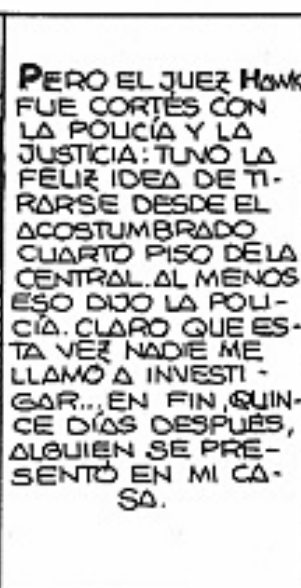 PERO EL JUEZ HAWK
FUE CORTÉS CON
LA POLICÍA Y LA
JUSTICIA: TUVO LA
FELIZ IDEA DE TI-
RARSE DESDE EL
ACOSTUMBRADO
CUARTO PISO DE LA
CENTRAL. AL MENOS
ESO DIJO LA POLI-
CÍA. CLARO QUE ES-
TA VEZ NADIE ME
LLAMÓ A INVESTI-
GAR... EN FIN, QUIN-
CE DÍAS DESPUÉS,
ALGUIEN SE PRE-
SENTÓ EN MI CA-
SA.